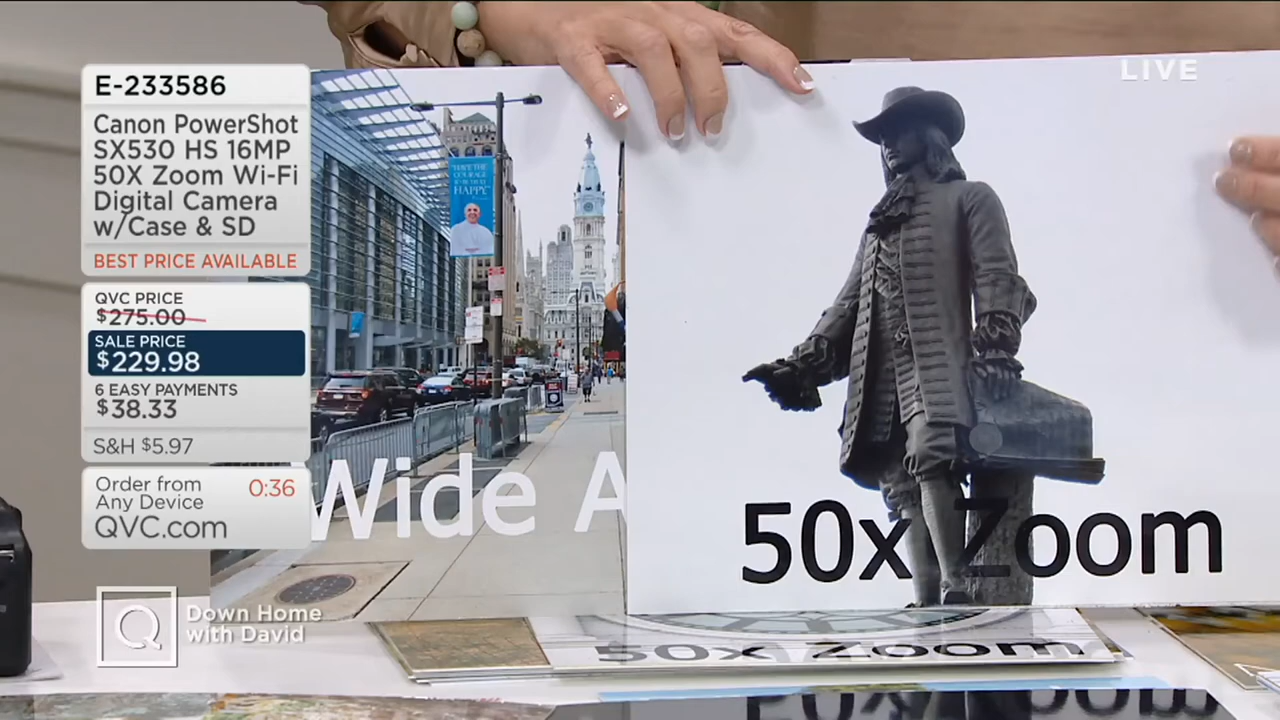 E-233586
Canon PowerShot
SX530 HS 16MP
50X Zoom Wi-Fi
Digital Camera
w/Case & SD
BEST PRICE AVAILABLE
QVC PRICE
$275.00
SALE PRICE
$229.98
6 EASY PAYMENTS
$38.33
S&H $5.97
Order from
Any Device
0:36
QVC.com
Q
Down Home
with David
LIVE
HAPPY
Wide A
50x Zoom
50x Zoom
50x Zoom